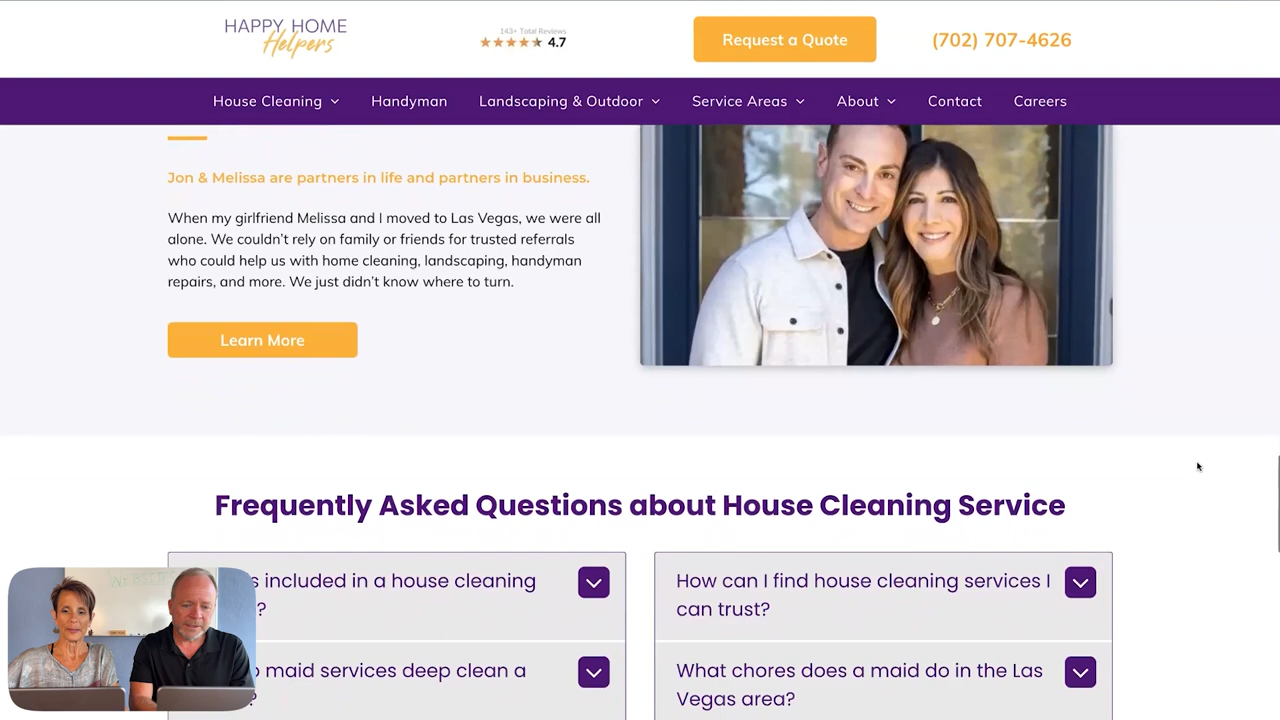 HAPPY HOME
Helpers
143+ Total Reviews
4.7
Request a Quote
(702) 707-4626
House Cleaning
Handyman
Landscaping & Outdoor
Service Areas
About
Contact
Careers
Jon & Melissa are partners in life and partners in business.
When my girlfriend Melissa and I moved to Las Vegas, we were all
alone. We couldn't rely on family or friends for trusted referrals
who could help us with home cleaning, landscaping, handyman
repairs, and more. We just didn't know where to turn.
Learn More
Frequently Asked Questions about House Cleaning Service
included in a house cleaning
?
How can I find house cleaning services I
can trust?
maid services deep clean a
?
What chores does a maid do in the Las
Vegas area?